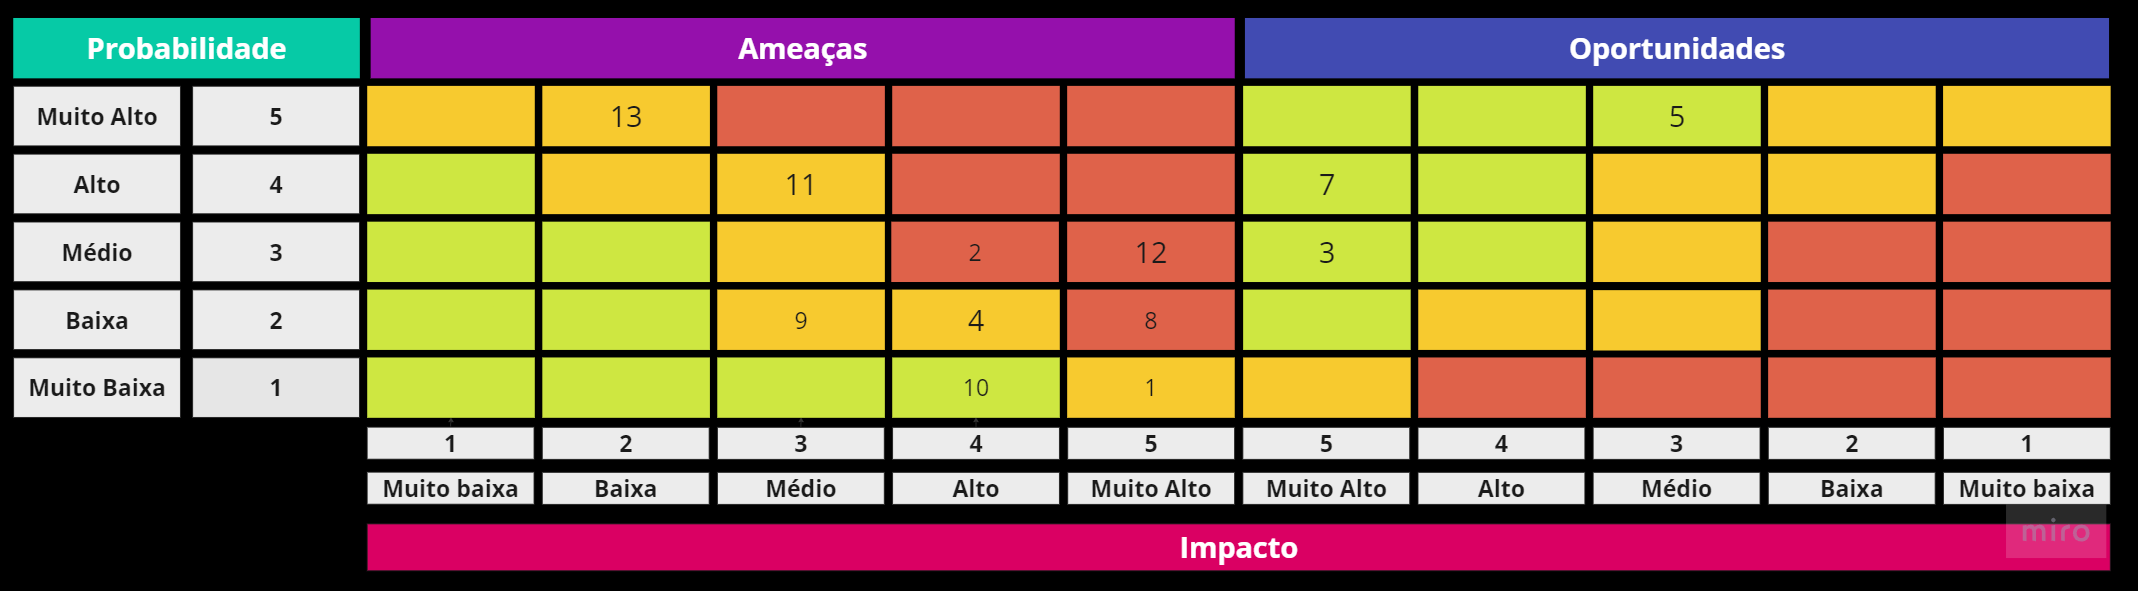 Probabilidade Ameaças Oportunidades
Muito Alto 5 13 5
Alto 4 11 7
Médio 3 2 12 3
Baixa 2 9 4 8
Muito Baixa 1 10 1
1 2 3 4 5 5 4 3 2 1
Muito baixa Baixa Médio Alto Muito Alto Muito Alto Alto Médio Baixa Muito baixa
miro
Impacto